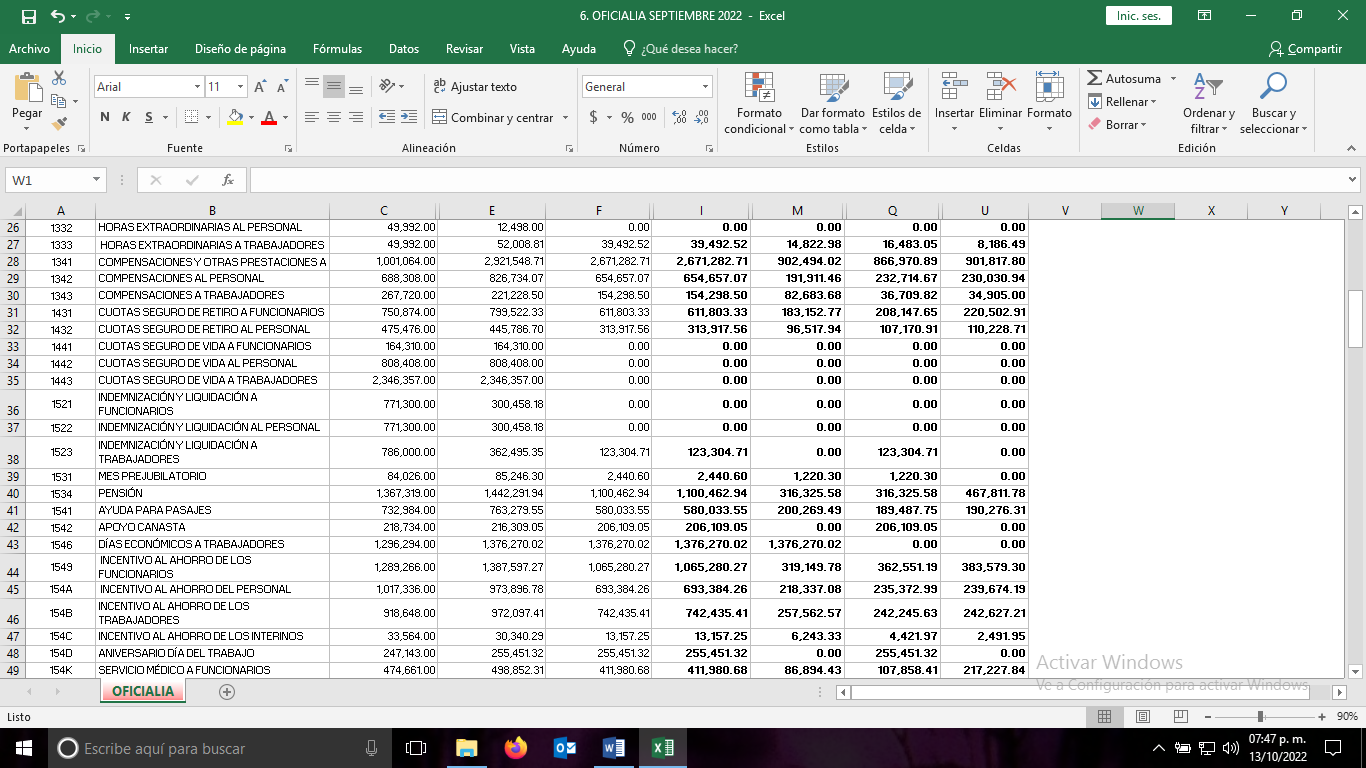 6. OFICIALIA SEPTIEMBRE 2022 - Excel
Inic. ses.
Archivo Inicio Insertar Diseño de página Fórmulas Datos Revisar Vista Ayuda ¿Qué desea hacer? Compartir
Pegar
Arial 11
Ajustar texto
General
Formato condicional
Dar formato como tabla
Estilos de celda
Insertar Eliminar Formato
Autosuma
Rellenar
Borrar
Ordenar y filtrar
Buscar y seleccionar
N K S
Combinar y centrar
$ % 000
Portapapeles Fuente Alineación Número Estilos Celdas Edición
W1 fx
A B C E F I M Q U V W X Y
26 1332 HORAS EXTRAORDINARIAS AL PERSONAL 49,992.00 12,498.00 0.00 0.00 0.00 0.00 0.00
27 1333 HORAS EXTRAORDINARIAS A TRABAJADORES 49,992.00 52,008.81 39,492.52 39,492.52 14,822.98 16,483.05 8,186.49
28 1341 COMPENSACIONES Y OTRAS PRESTACIONES A 1,001,064.00 2,921,548.71 2,671,282.71 2,671,282.71 902,494.02 866,970.89 901,817.80
29 1342 COMPENSACIONES AL PERSONAL 688,308.00 826,734.07 654,657.07 654,657.07 191,911.46 232,714.67 230,030.94
30 1343 COMPENSACIONES A TRABAJADORES 267,720.00 221,228.50 154,298.50 154,298.50 82,683.68 36,709.82 34,905.00
31 1431 CUOTAS SEGURO DE RETIRO A FUNCIONARIOS 750,874.00 799,522.33 611,803.33 611,803.33 183,152.77 208,147.65 220,502.91
32 1432 CUOTAS SEGURO DE RETIRO AL PERSONAL 475,476.00 445,786.70 313,917.56 313,917.56 96,517.94 107,170.91 110,228.71
33 1441 CUOTAS SEGURO DE VIDA A FUNCIONARIOS 164,310.00 164,310.00 0.00 0.00 0.00 0.00 0.00
34 1442 CUOTAS SEGURO DE VIDA AL PERSONAL 808,408.00 808,408.00 0.00 0.00 0.00 0.00 0.00
35 1443 CUOTAS SEGURO DE VIDA A TRABAJADORES 2,346,357.00 2,346,357.00 0.00 0.00 0.00 0.00 0.00
36 1521 INDEMNIZACIÓN Y LIQUIDACIÓN A FUNCIONARIOS 771,300.00 300,458.18 0.00 0.00 0.00 0.00 0.00
37 1522 INDEMNIZACIÓN Y LIQUIDACIÓN AL PERSONAL 771,300.00 300,458.18 0.00 0.00 0.00 0.00 0.00
38 1523 INDEMNIZACIÓN Y LIQUIDACIÓN A TRABAJADORES 786,000.00 362,495.35 123,304.71 123,304.71 0.00 123,304.71 0.00
39 1531 MES PREJUBILATORIO 84,026.00 85,246.30 2,440.60 2,440.60 1,220.30 1,220.30 0.00
40 1534 PENSIÓN 1,367,319.00 1,442,291.94 1,100,462.94 1,100,462.94 316,325.58 316,325.58 467,811.78
41 1541 AYUDA PARA PASAJES 732,984.00 763,279.55 580,033.55 580,033.55 200,269.49 189,487.75 190,276.31
42 1542 APOYO CANASTA 218,734.00 216,309.05 206,109.05 206,109.05 0.00 206,109.05 0.00
43 1546 DÍAS ECONÓMICOS A TRABAJADORES 1,296,294.00 1,376,270.02 1,376,270.02 1,376,270.02 1,376,270.02 0.00 0.00
44 1549 INCENTIVO AL AHORRO DE LOS FUNCIONARIOS 1,289,266.00 1,387,597.27 1,065,280.27 1,065,280.27 319,149.78 362,551.19 383,579.30
45 154A INCENTIVO AL AHORRO DEL PERSONAL 1,017,336.00 973,896.78 693,384.26 693,384.26 218,337.08 235,372.99 239,674.19
46 154B INCENTIVO AL AHORRO DE LOS TRABAJADORES 918,648.00 972,097.41 742,435.41 742,435.41 257,562.57 242,245.63 242,627.21
47 154C INCENTIVO AL AHORRO DE LOS INTERINOS 33,564.00 30,340.29 13,157.25 13,157.25 6,243.33 4,421.97 2,491.95
48 154D ANIVERSARIO DÍA DEL TRABAJO 247,143.00 255,451.32 255,451.32 255,451.32 0.00 255,451.32 0.00
49 154K SERVICIO MÉDICO A FUNCIONARIOS 474,661.00 498,852.31 411,980.68 411,980.68 86,894.43 107,858.41 217,227.84
Activar Windows
Ve a Configuración para activar Windows.
OFICIALIA
Listo 90%
Escribe aquí para buscar
07:47 p. m.
13/10/2022